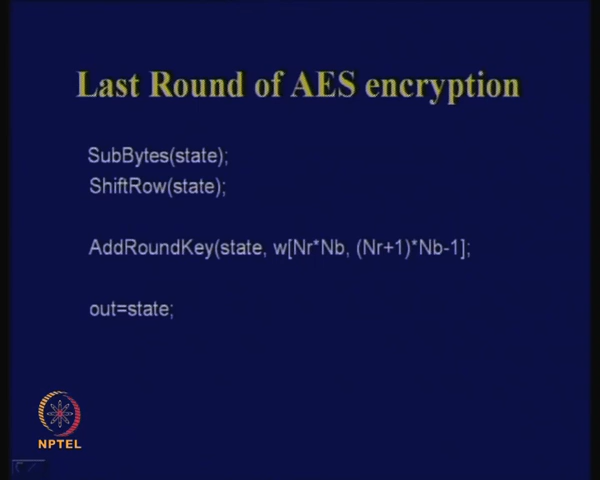 Last Round of AES encryption
SubBytes(state);
ShiftRow(state);
AddRoundKey(state, w[Nr*Nb, (Nr+1)*Nb-1];
out=state;
NPTEL